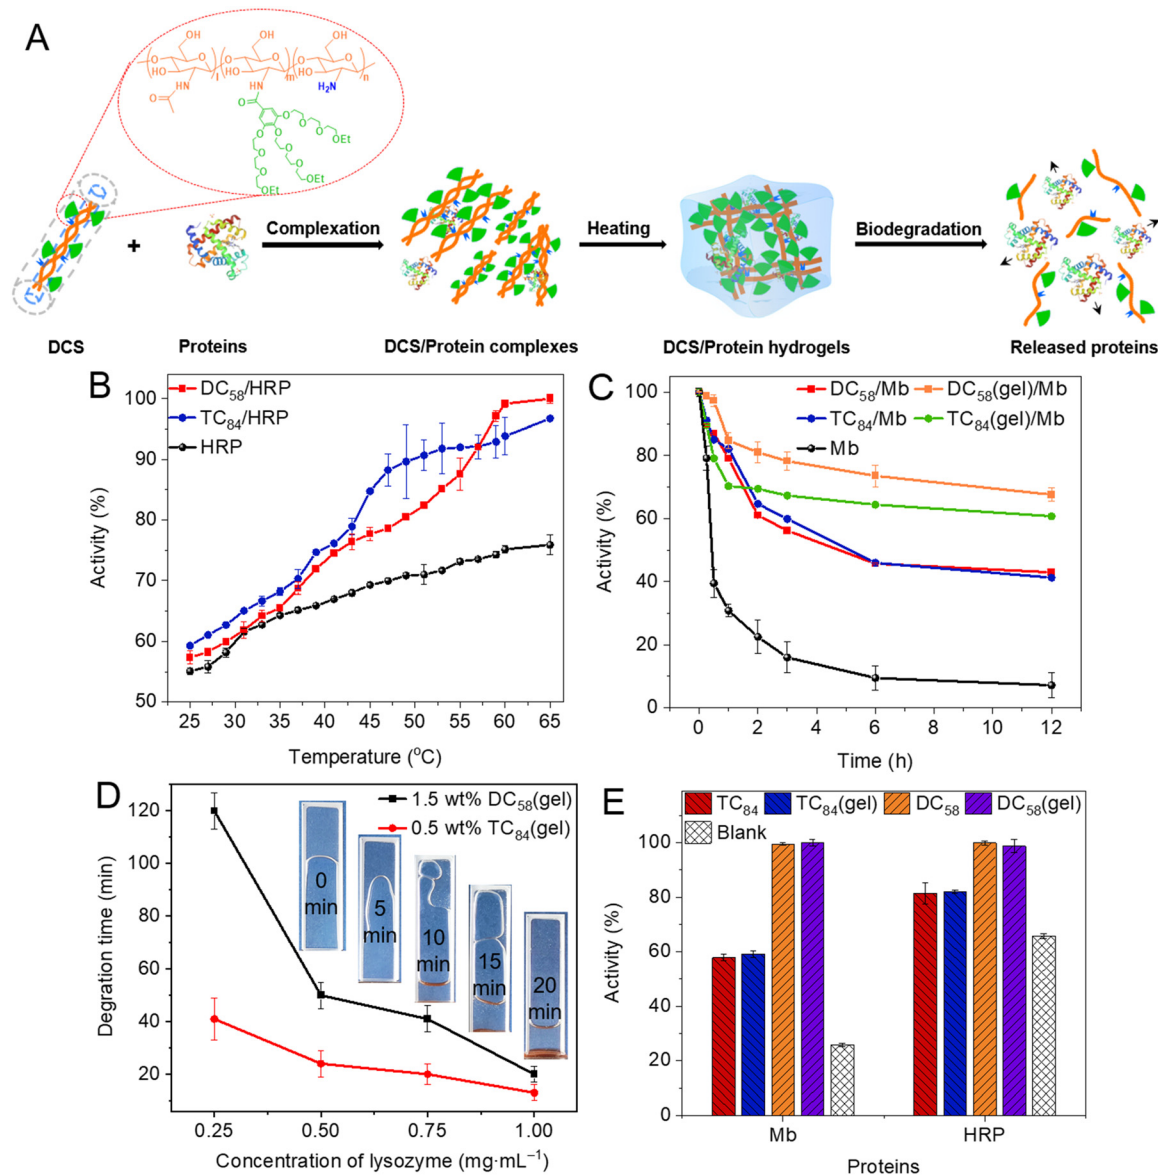 A
OH
OH
OH
O
O
O
O
HO
HO
HO
NH
l
HN
m
H₂N
n
O
O
O
O
O
O
OEt
O
O
O
O
O
O
OEt
OEt
+
Complexation
Heating
Biodegradation
DCS
Proteins
DCS/Protein complexes
DCS/Protein hydrogels
Released proteins
B
DC₅₈/HRP
TC₈₄/HRP
HRP
100
90
80
70
60
50
Activity (%)
25 30 35 40 45 50 55 60 65
Temperature (°C)
C
DC₅₈/Mb
DC₅₈(gel)/Mb
TC₈₄/Mb
TC₈₄(gel)/Mb
Mb
100
80
60
40
20
0
Activity (%)
0 2 4 6 8 10 12
Time (h)
D
1.5 wt% DC₅₈(gel)
0.5 wt% TC₈₄(gel)
120
100
80
60
40
20
Degration time (min)
0
min
5
min
10
min
15
min
20
min
0.25 0.50 0.75 1.00
Concentration of lysozyme (mg·mL⁻¹)
E
TC₈₄
TC₈₄(gel)
DC₅₈
DC₅₈(gel)
Blank
100
80
60
40
20
0
Activity (%)
Mb HRP
Proteins